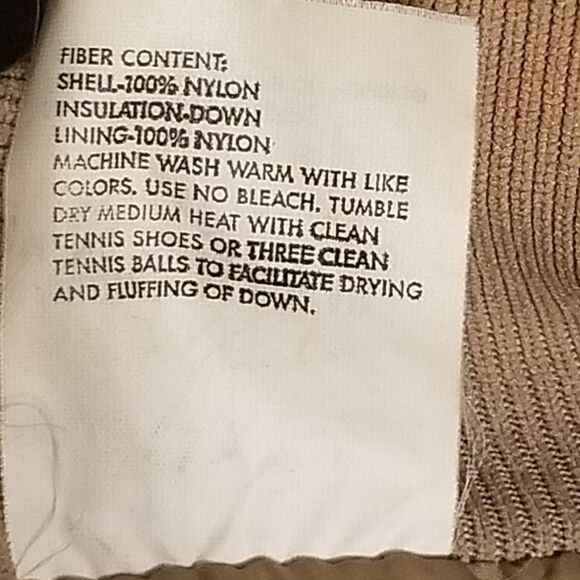 FIBER CONTENT:
SHELL-100% NYLON
INSULATION-DOWN
LINING-100% NYLON
MACHINE WASH WARM WITH LIKE
COLORS. USE NO BLEACH. TUMBLE
DRY MEDIUM HEAT WITH CLEAN
TENNIS SHOES OR THREE CLEAN
TENNIS BALLS TO FACILITATE DRYING
AND FLUFFING OF DOWN.